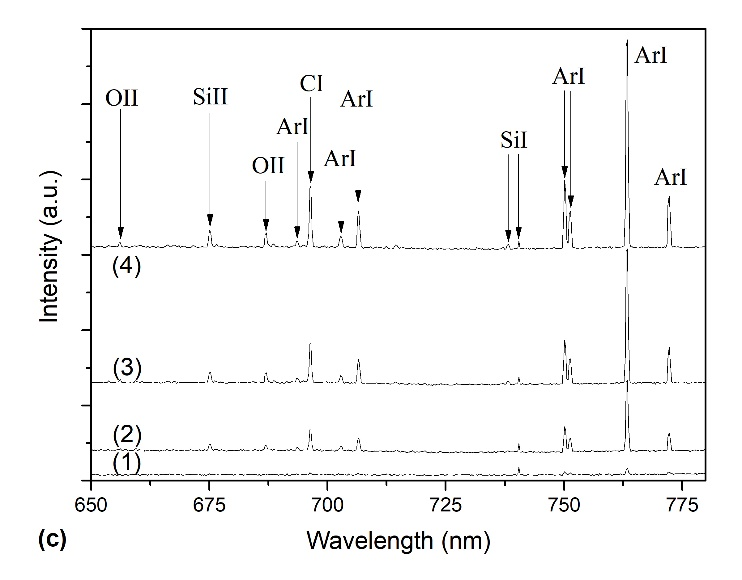 OII
SiII
ArI
OII
CI
ArI
ArI
SiI
ArI
ArI
ArI
(4)
(3)
(2)
(1)
Intensity (a.u.)
650 675 700 725 750 775
(c) Wavelength (nm)